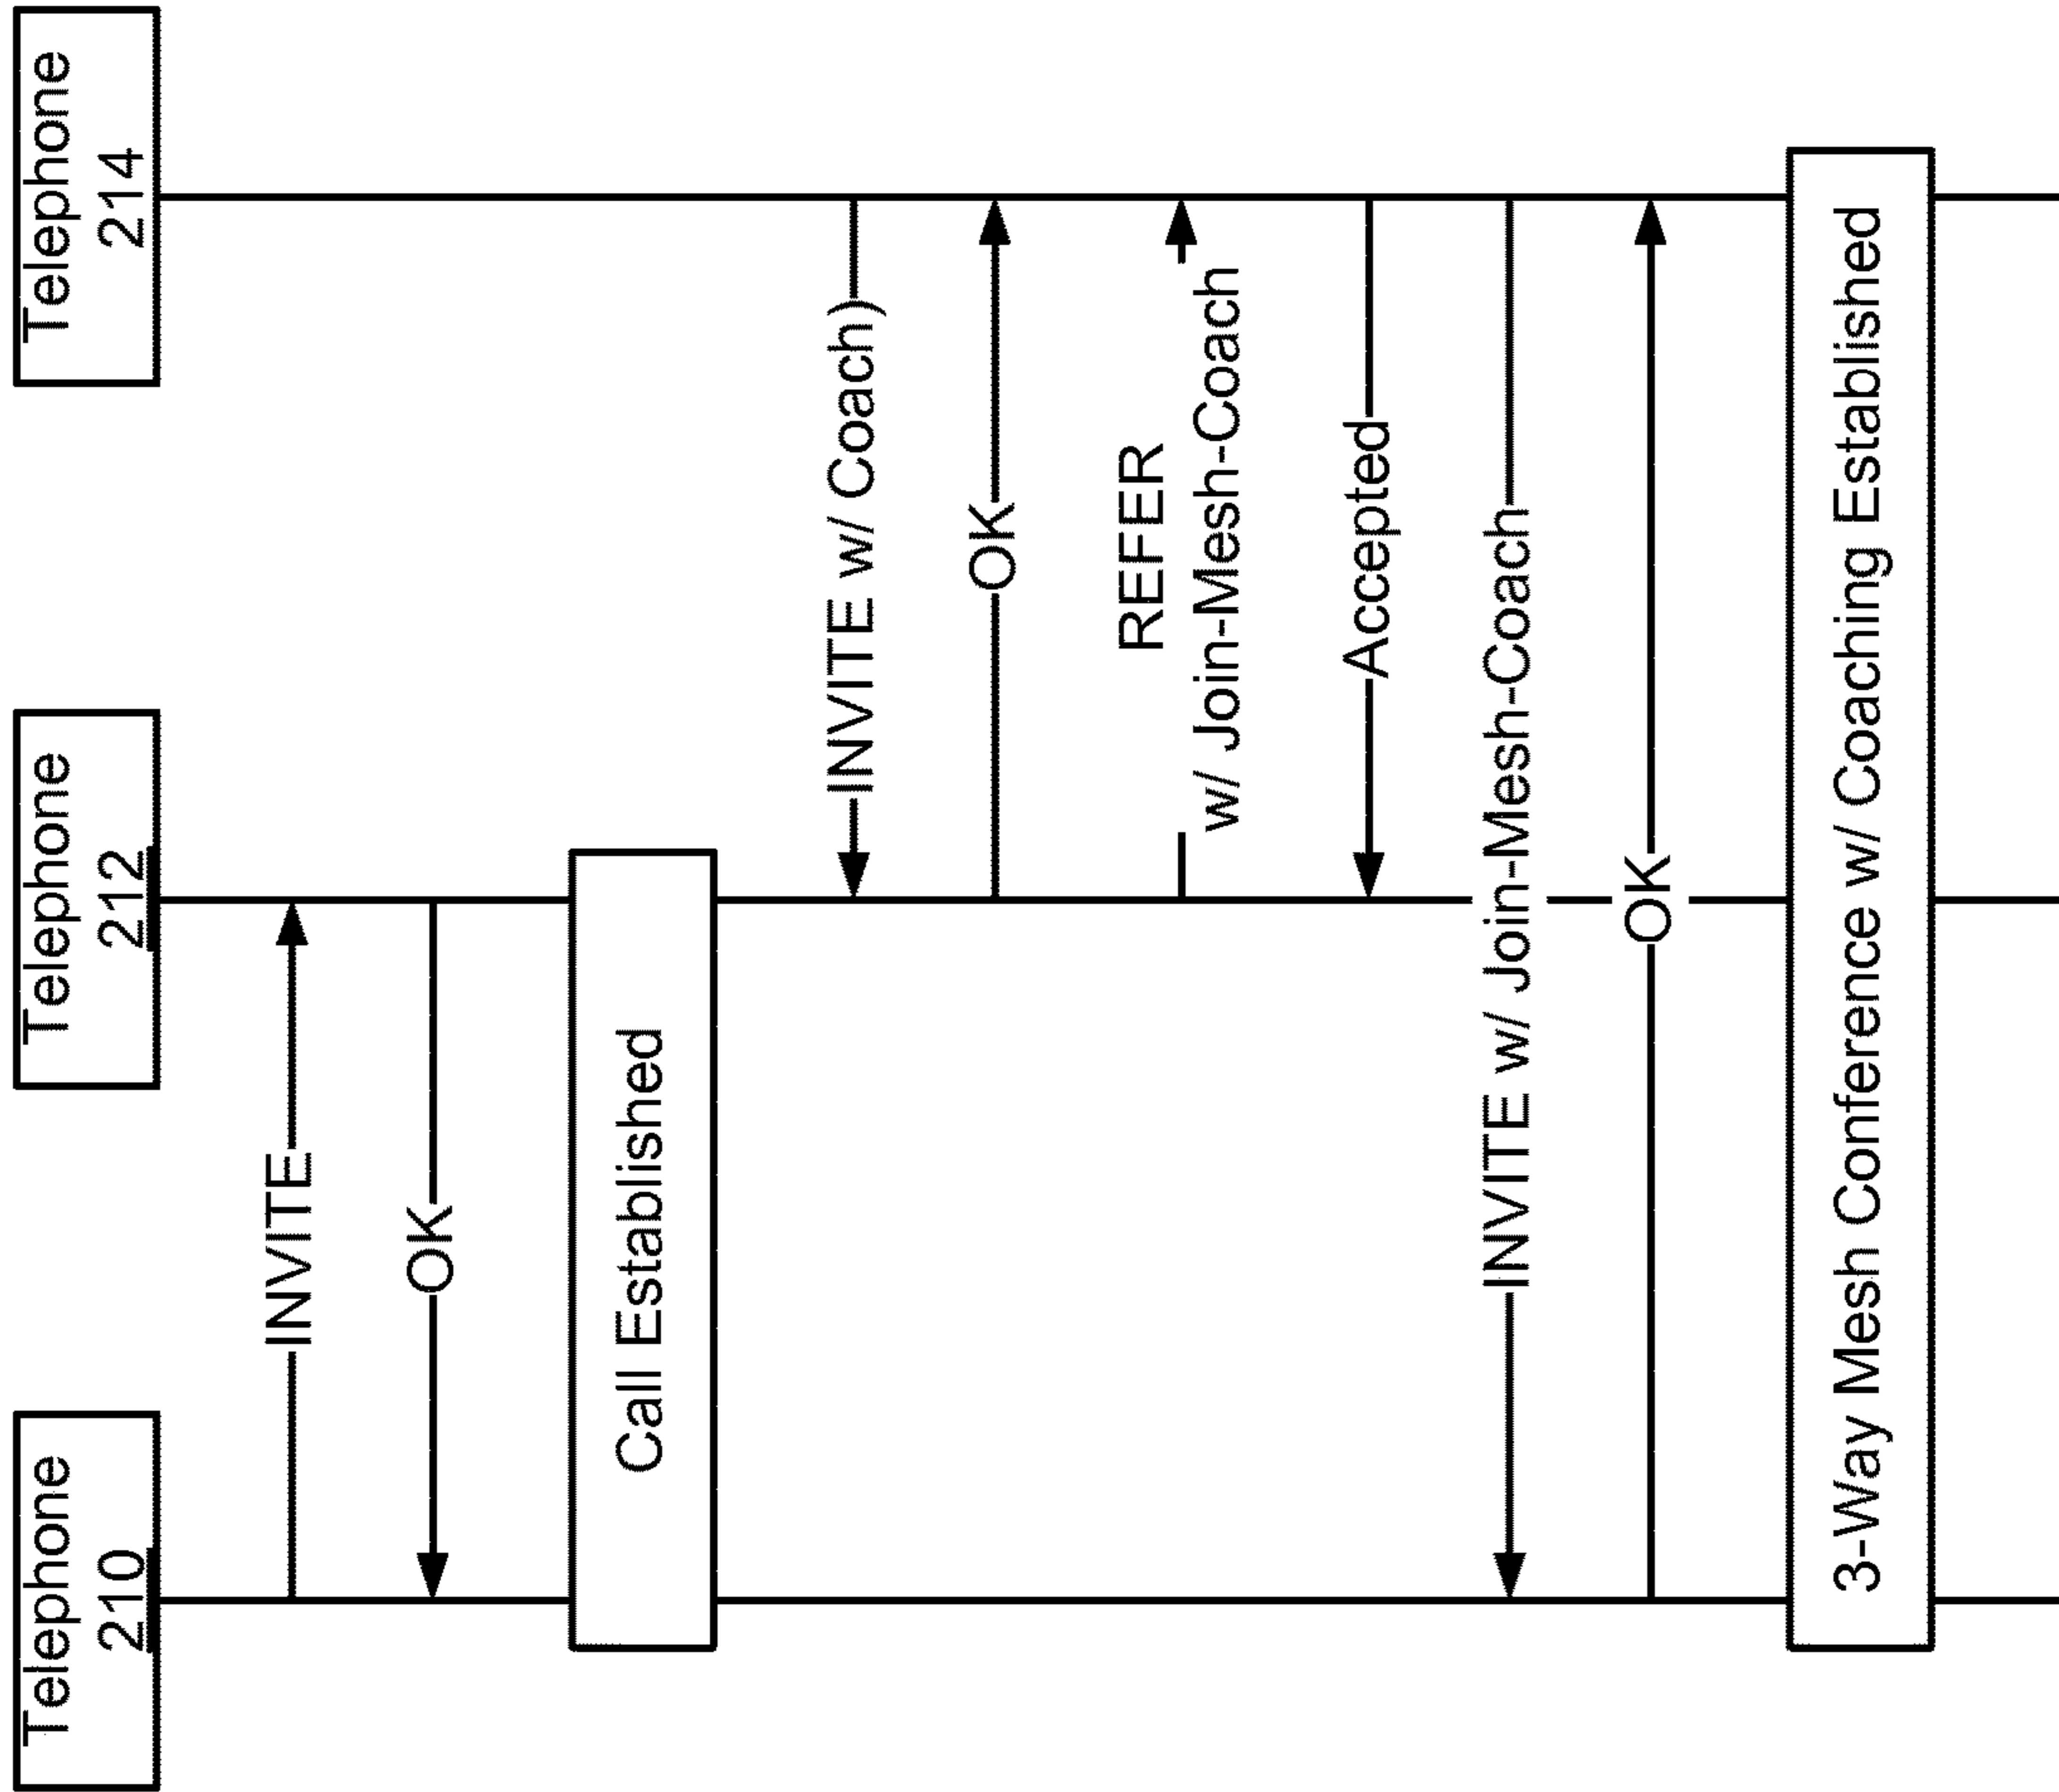 Telephone
210
Telephone
212
Telephone
214
INVITE
OK
Call Established
INVITE w/ Coach)
OK
REFER
w/ Join-Mesh-Coach
Accepted
INVITE w/ Join-Mesh-Coach
OK
3-Way Mesh Conference w/ Coaching Established